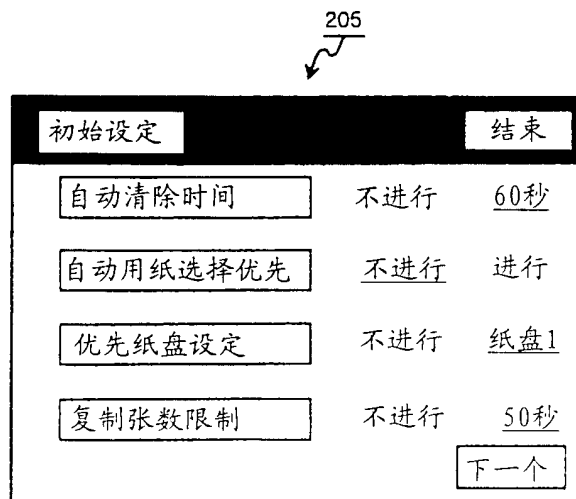 205
初始设定 结束
自动清除时间 不进行 60秒
自动用纸选择优先 不进行 进行
优先纸盘设定 不进行 纸盘1
复制张数限制 不进行 50秒
下一个